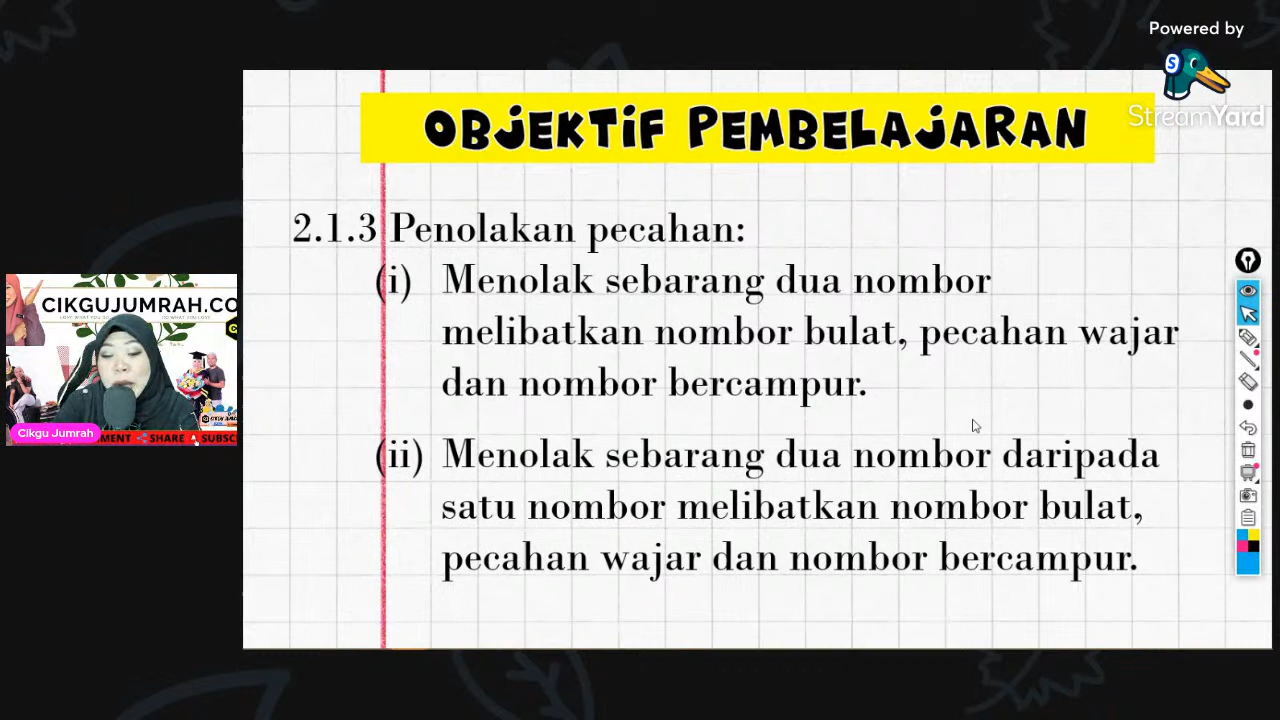 Powered by
StreamYard
OBJEKTIF PEMBELAJARAN
2.1.3 Penolakan pecahan:
(i) Menolak sebarang dua nombor
melibatkan nombor bulat, pecahan wajar
dan nombor bercampur.
(ii) Menolak sebarang dua nombor daripada
satu nombor melibatkan nombor bulat,
pecahan wajar dan nombor bercampur.
CIKGUJUMRAH.CO
Cikgu Jumrah
MENT SHARE SUBSC